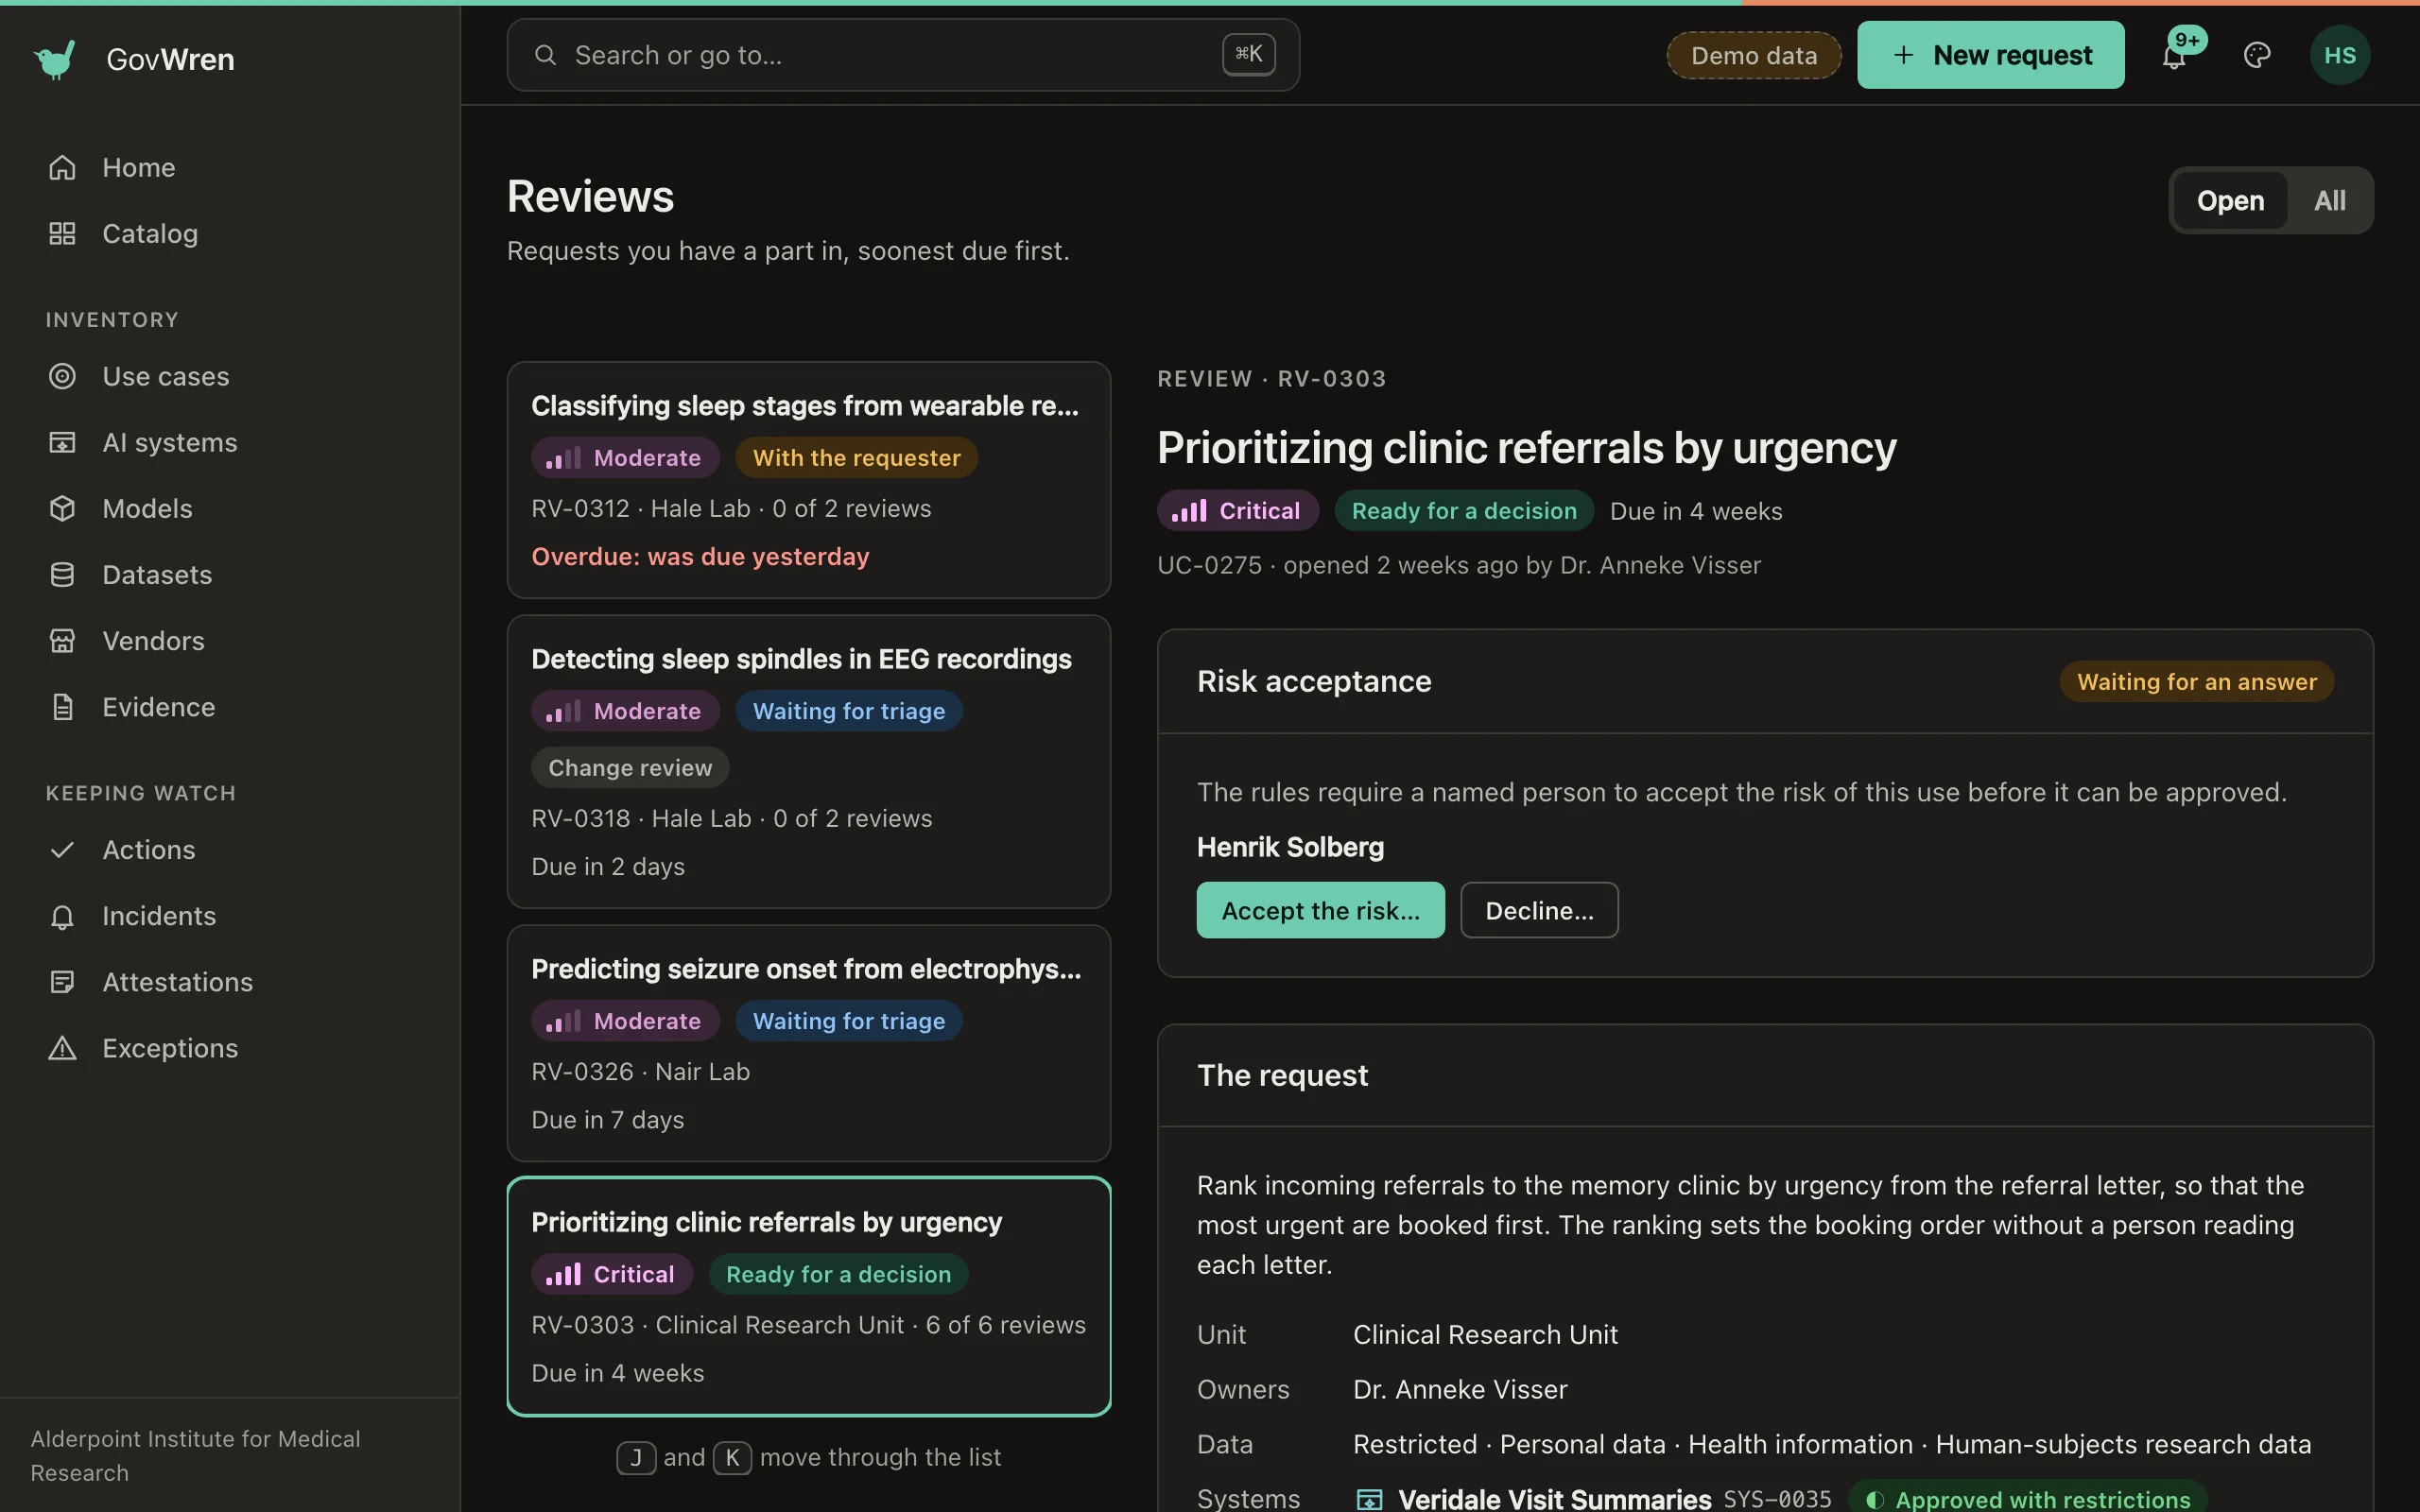 GovWren
Search or go to...
⌘K
Demo data
+ New request
9+
HS
Home
Catalog
INVENTORY
Use cases
AI systems
Models
Datasets
Vendors
Evidence
KEEPING WATCH
Actions
Incidents
Attestations
Exceptions
Alderpoint Institute for Medical
Research
Reviews
Requests you have a part in, soonest due first.
Open
All
Classifying sleep stages from wearable re...
Moderate
With the requester
RV-0312 · Hale Lab · 0 of 2 reviews
Overdue: was due yesterday
Detecting sleep spindles in EEG recordings
Moderate
Waiting for triage
Change review
RV-0318 · Hale Lab · 0 of 2 reviews
Due in 2 days
Predicting seizure onset from electrophys...
Moderate
Waiting for triage
RV-0326 · Nair Lab
Due in 7 days
Prioritizing clinic referrals by urgency
Critical
Ready for a decision
RV-0303 · Clinical Research Unit · 6 of 6 reviews
Due in 4 weeks
J and K move through the list
REVIEW · RV-0303
Prioritizing clinic referrals by urgency
Critical
Ready for a decision
Due in 4 weeks
UC-0275 · opened 2 weeks ago by Dr. Anneke Visser
Risk acceptance
Waiting for an answer
The rules require a named person to accept the risk of this use before it can be approved.
Henrik Solberg
Accept the risk...
Decline...
The request
Rank incoming referrals to the memory clinic by urgency from the referral letter, so that the
most urgent are booked first. The ranking sets the booking order without a person reading
each letter.
Unit Clinical Research Unit
Owners Dr. Anneke Visser
Data Restricted · Personal data · Health information · Human-subjects research data
Systems Veridale Visit Summaries SYS-0035 Approved with restrictions